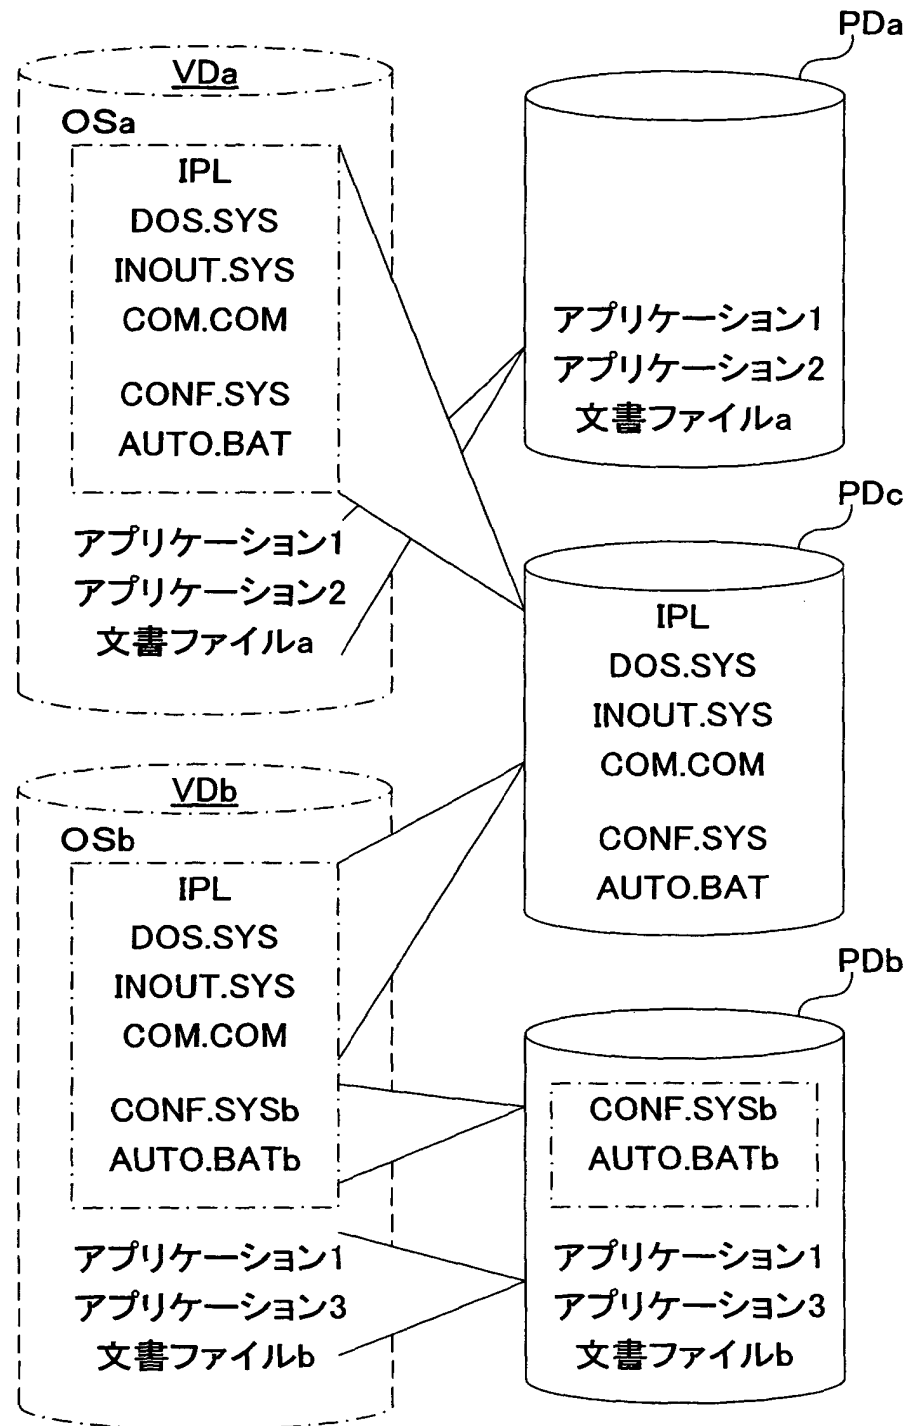 VDa
OSa
IPL
DOS.SYS
INOUT.SYS
COM.COM
CONF.SYS
AUTO.BAT
アプリケーション1
アプリケーション2
文書ファイルa
PDa
アプリケーション1
アプリケーション2
文書ファイルa
PDc
IPL
DOS.SYS
INOUT.SYS
COM.COM
CONF.SYS
AUTO.BAT
VDb
OSb
IPL
DOS.SYS
INOUT.SYS
COM.COM
CONF.SYSb
AUTO.BATb
アプリケーション1
アプリケーション3
文書ファイルb
PDb
CONF.SYSb
AUTO.BATb
アプリケーション1
アプリケーション3
文書ファイルb